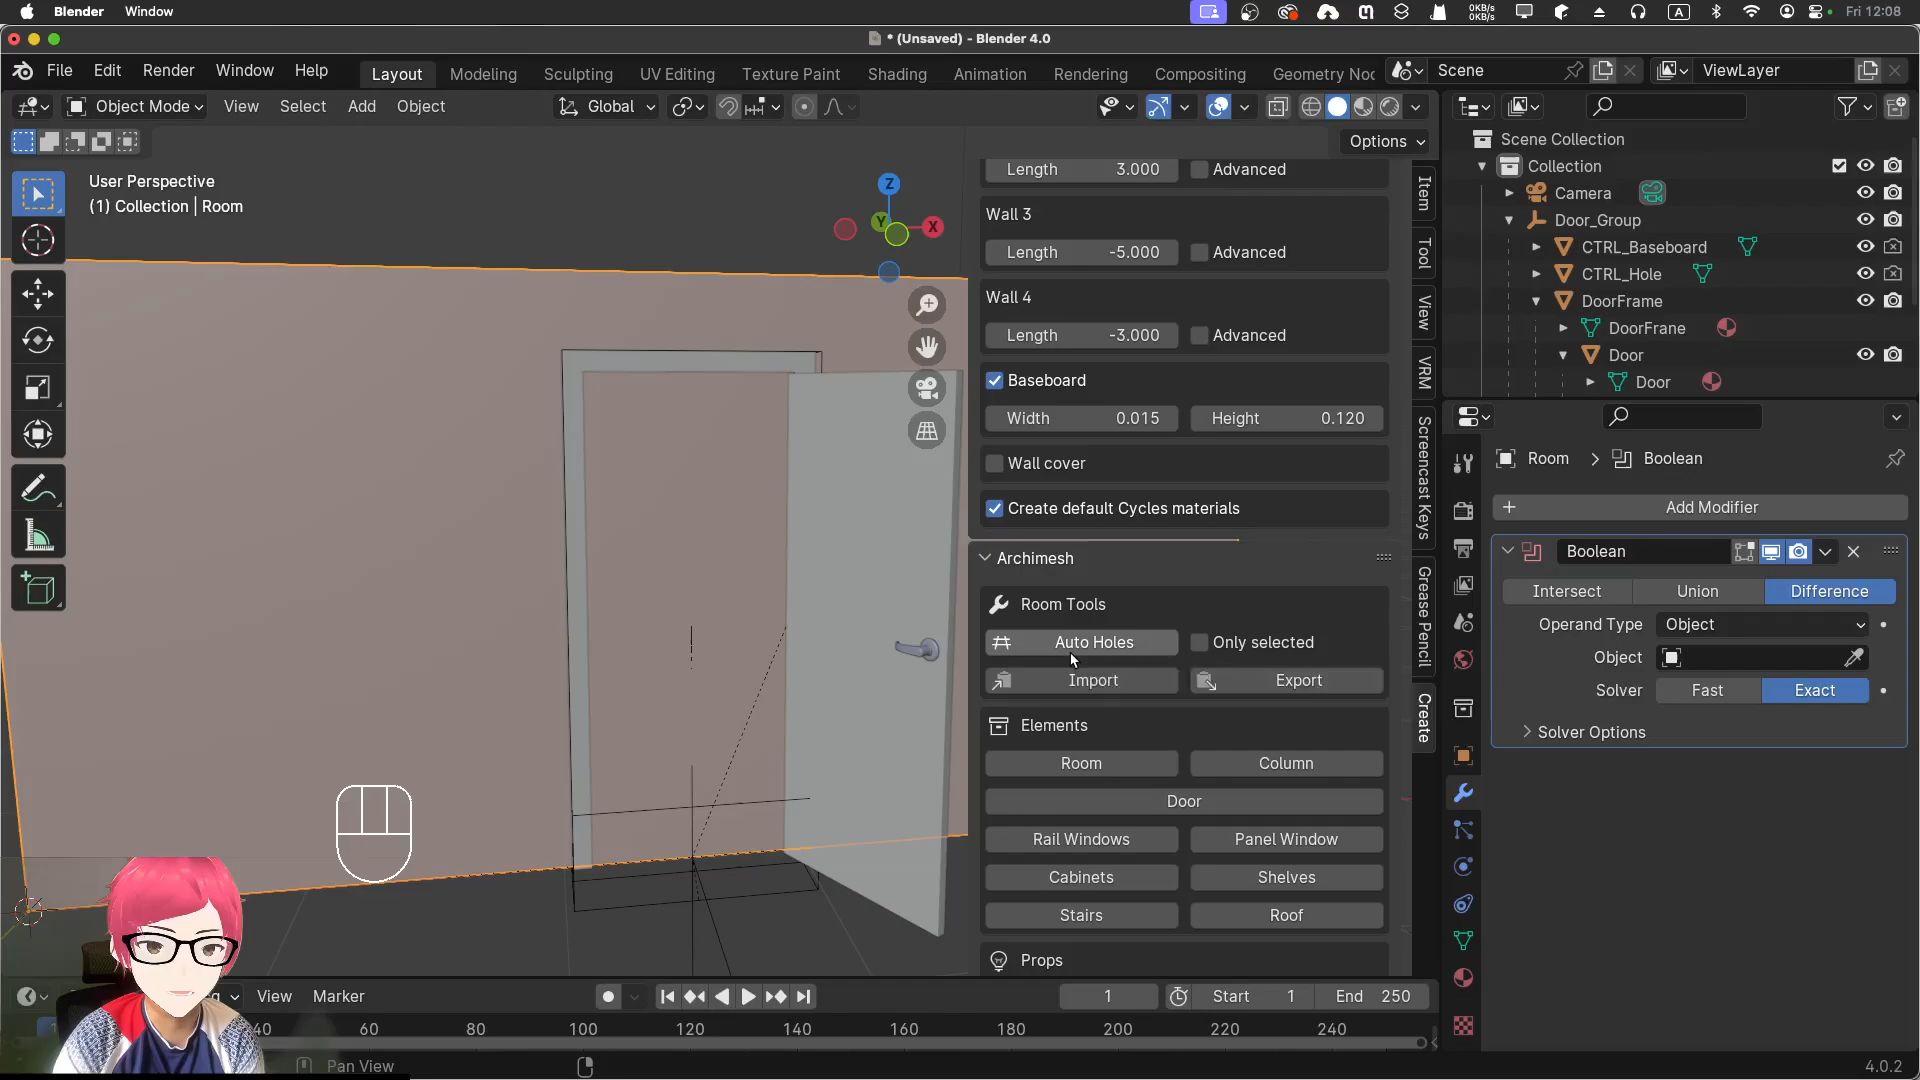 Blender Window
0KB/s
0KB/s
A
Fri 12:08
* (Unsaved) - Blender 4.0
File Edit Render Window Help
Layout Modeling Sculpting UV Editing Texture Paint Shading Animation Rendering Compositing Geometry Noc
Scene
ViewLayer
Object Mode View Select Add Object
Global
Options
User Perspective
(1) Collection | Room
Z
Y
X
Length 3.000 Advanced
Wall 3
Length -5.000 Advanced
Wall 4
Length -3.000 Advanced
Baseboard
Width 0.015 Height 0.120
Wall cover
Create default Cycles materials
Archimesh
Room Tools
Auto Holes Only selected
Import Export
Elements
Room Column
Door
Rail Windows Panel Window
Cabinets Shelves
Stairs Roof
Props
Item
Tool
View
VRM
Screencast Keys
Grease Pencil
Create
Scene Collection
Collection
Camera
Door_Group
CTRL_Baseboard
CTRL_Hole
DoorFrame
DoorFrane
Door
Door
Room > Boolean
Add Modifier
Boolean
Intersect Union Difference
Operand Type Object
Object
Solver Fast Exact
Solver Options
g View Marker
1 Start 1 End 250
40 60 80 100 120 140 160 180 200 220 240
Pan View
4.0.2